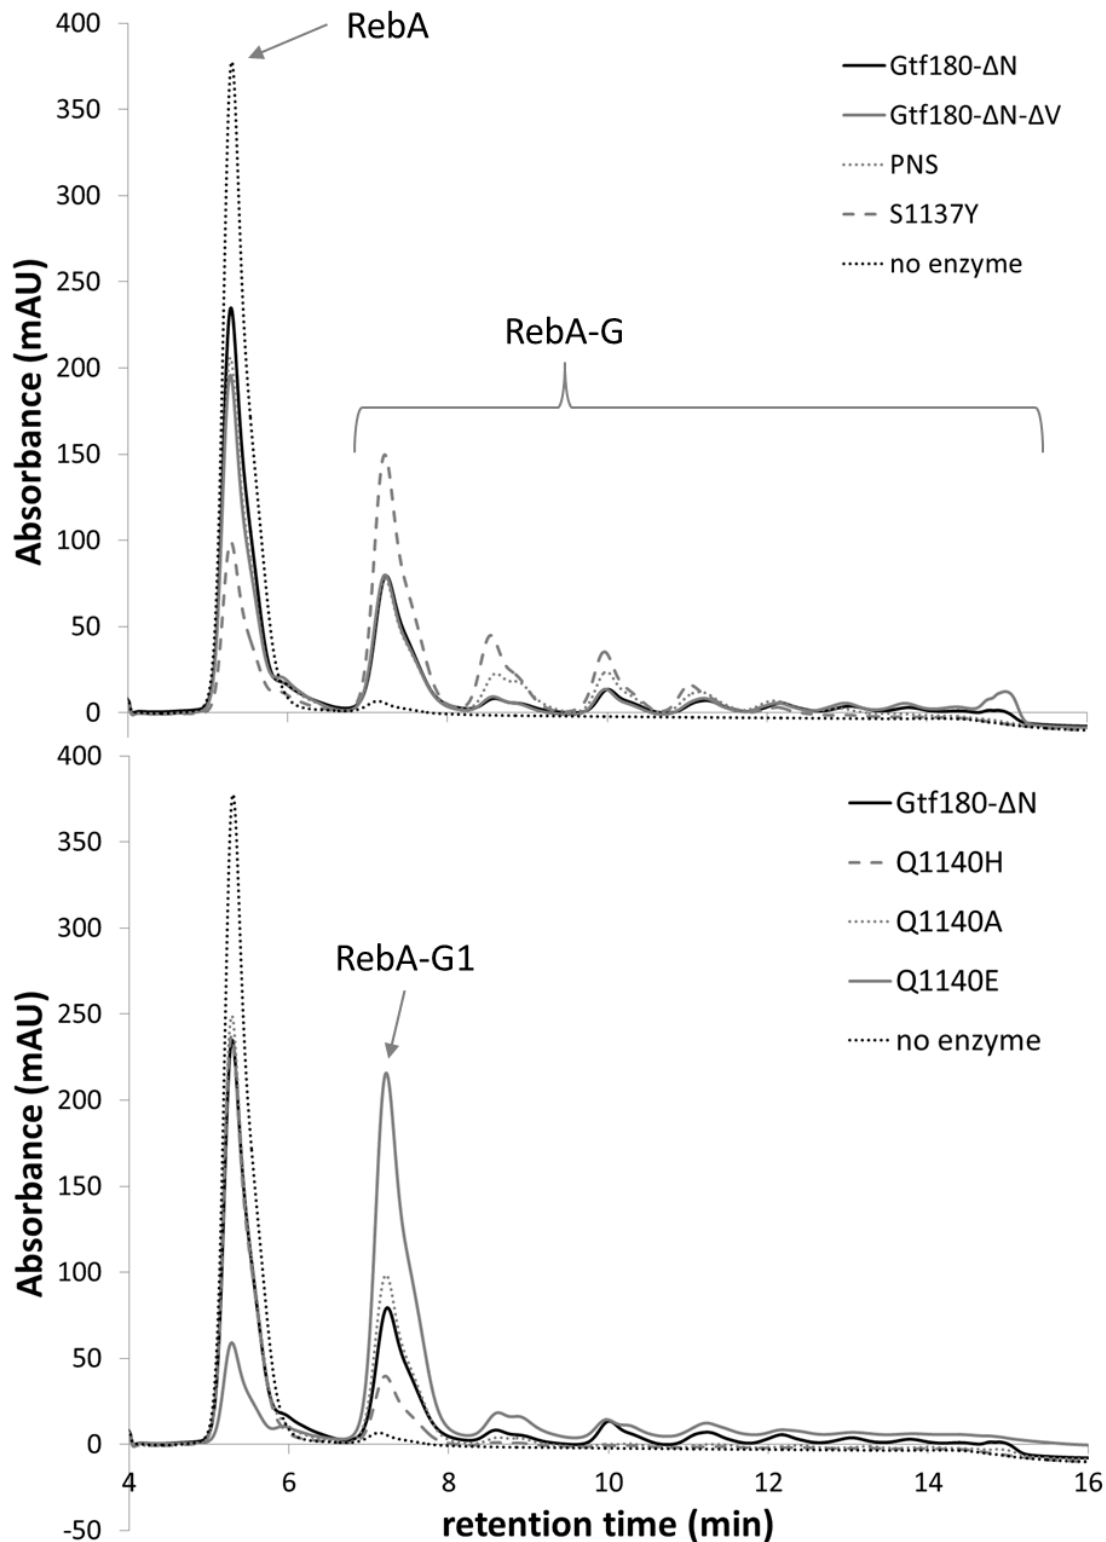 400
350
300
250
200
150
100
50
0
Absorbance (mAU)
RebA
Gtf180-ΔN
Gtf180-ΔN-ΔV
PNS
S1137Y
no enzyme
RebA-G
400
350
300
250
200
150
100
50
0
-50
Absorbance (mAU)
Gtf180-ΔN
Q1140H
Q1140A
Q1140E
no enzyme
RebA-G1
4 6 8 10 12 14 16
retention time (min)